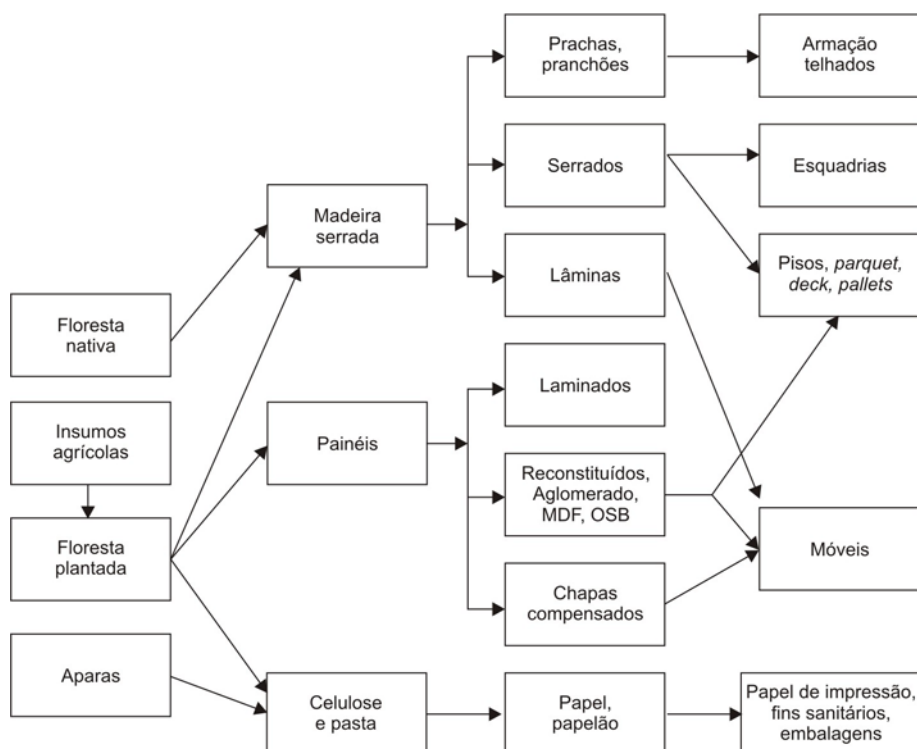 Prachas,
pranchões
Armação
telhados
Serrados
Esquadrias
Madeira
serrada
Lâminas
Pisos, parquet,
deck, pallets
Floresta
nativa
Laminados
Insumos
agrícolas
Painéis
Reconstituídos,
Aglomerado,
MDF, OSB
Floresta
plantada
Móveis
Chapas
compensados
Aparas
Celulose
e pasta
Papel,
papelão
Papel de impressão,
fins sanitários,
embalagens